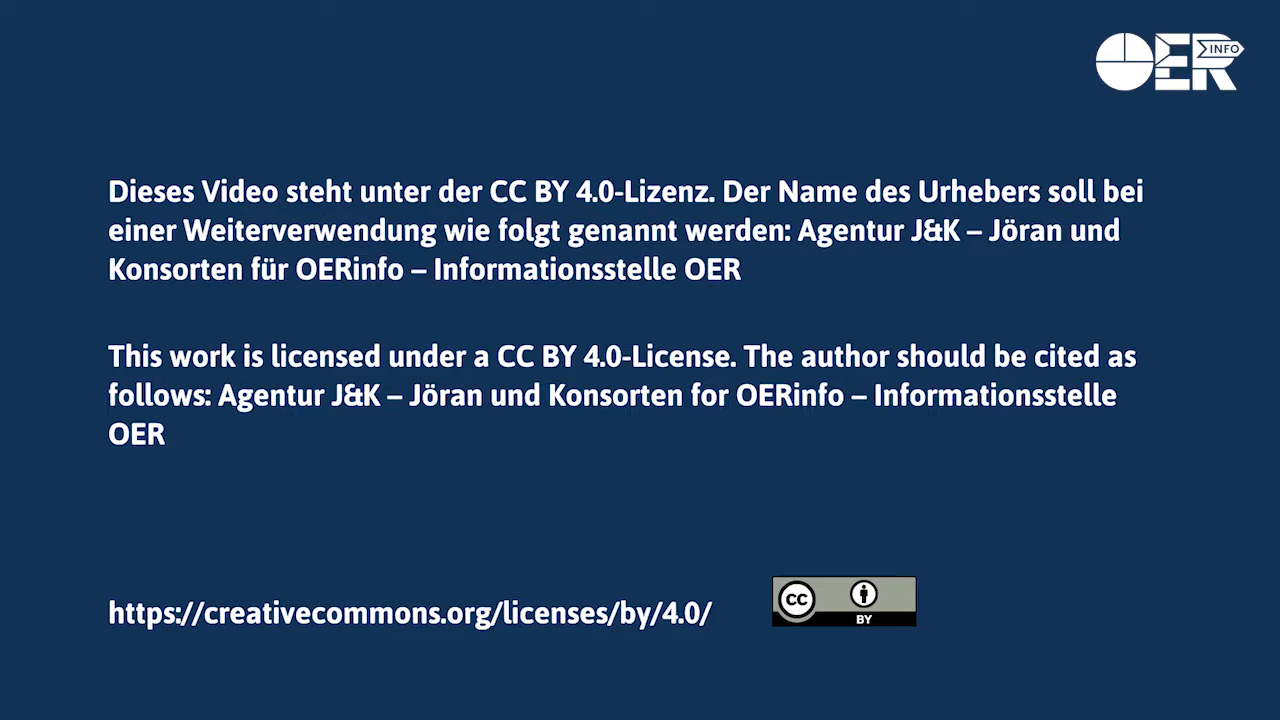 OER INFO
Dieses Video steht unter der CC BY 4.0-Lizenz. Der Name des Urhebers soll bei
einer Weiterverwendung wie folgt genannt werden: Agentur J&K – Jöran und
Konsorten für OERinfo – Informationsstelle OER
This work is licensed under a CC BY 4.0-License. The author should be cited as
follows: Agentur J&K – Jöran und Konsorten for OERinfo – Informationsstelle
OER
https://creativecommons.org/licenses/by/4.0/
CC
BY